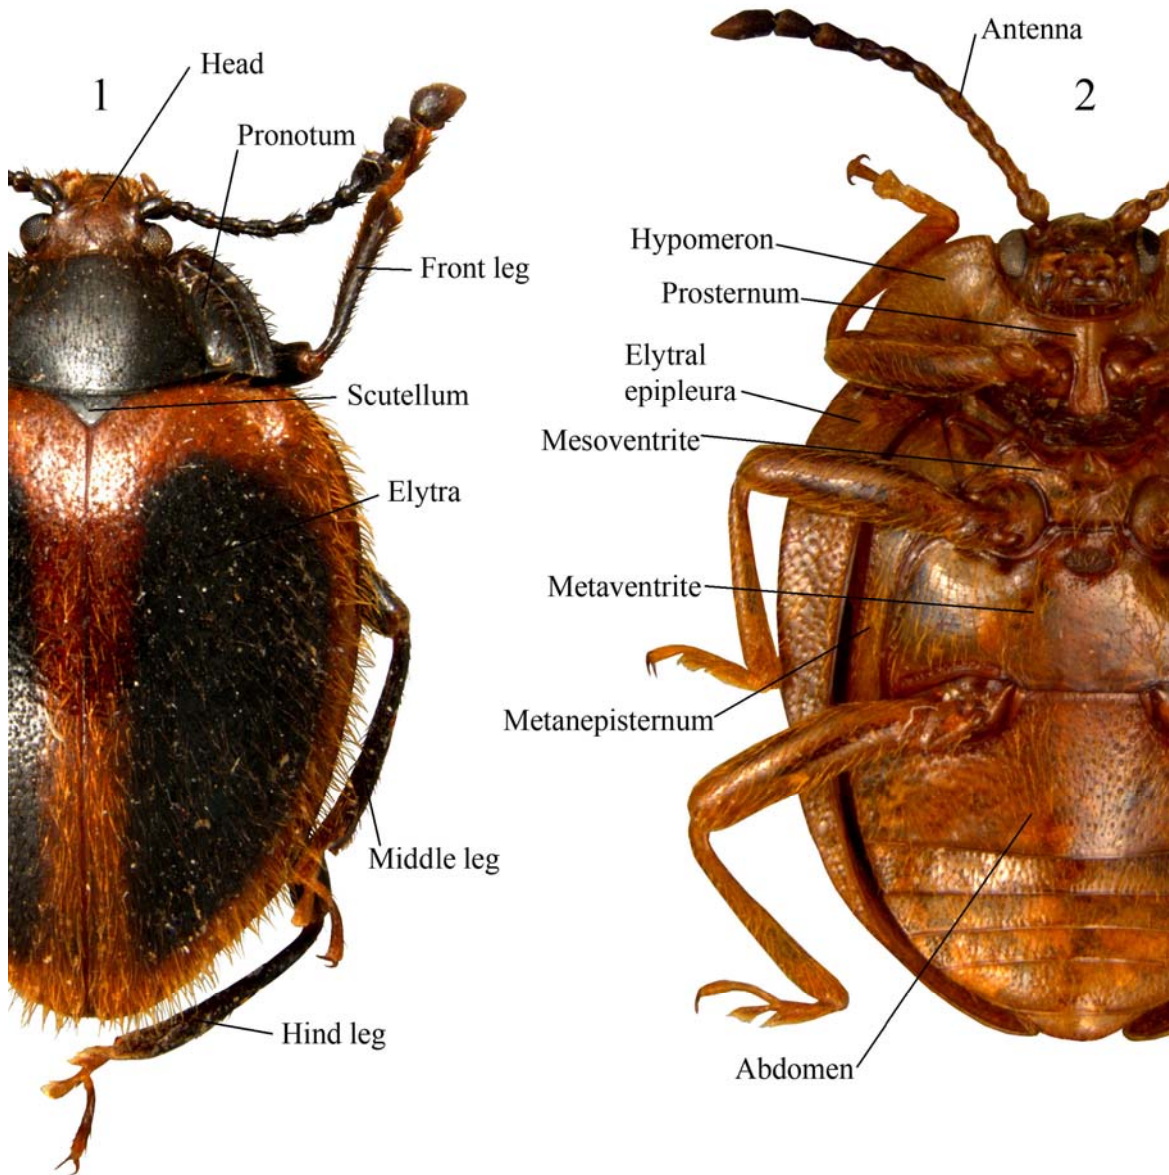 1
Head
Pronotum
Front leg
Scutellum
Elytra
Middle leg
Hind leg
2
Antenna
Hypomeron
Prosternum
Elytral
epipleura
Mesoventrite
Metaventrite
Metanepisternum
Abdomen